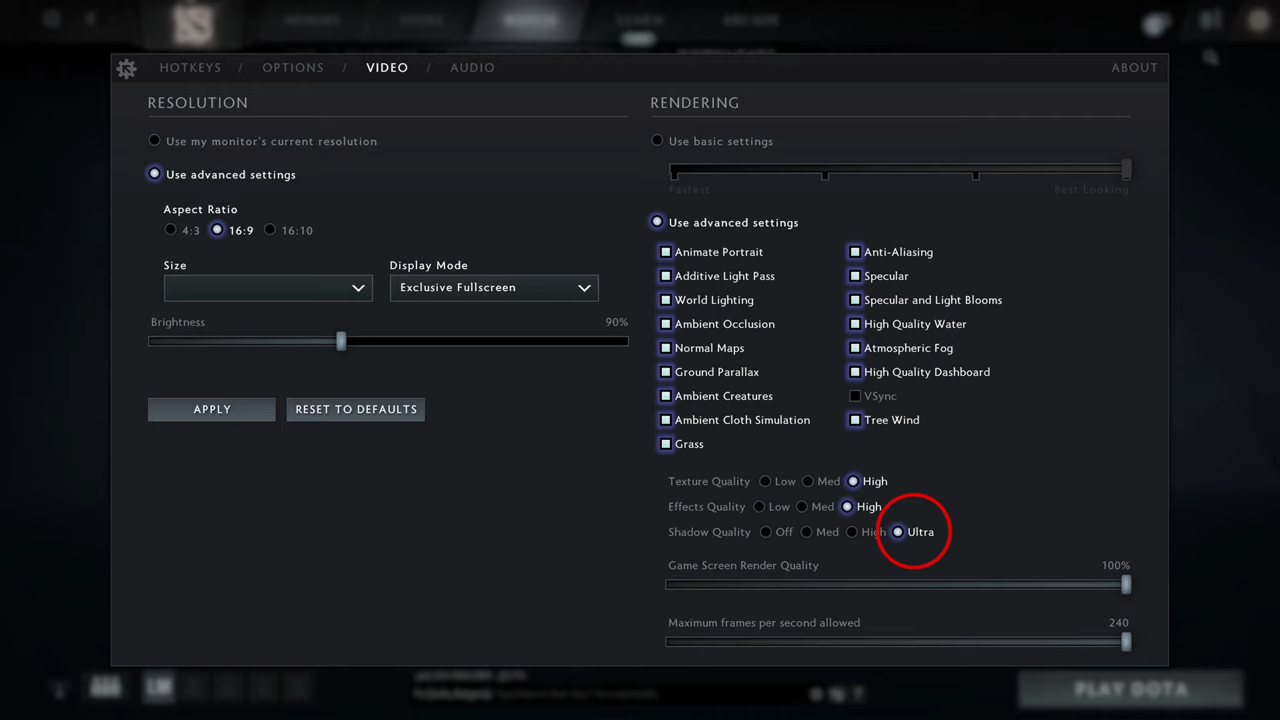 HOTKEYS / OPTIONS / VIDEO / AUDIO ABOUT
RESOLUTION
Use my monitor's current resolution
Use advanced settings
Aspect Ratio
4:3 16:9 16:10
Size Display Mode
Exclusive Fullscreen
Brightness 90%
APPLY RESET TO DEFAULTS
RENDERING
Use basic settings
Fastest Best Looking
Use advanced settings
Animate Portrait Anti-Aliasing
Additive Light Pass Specular
World Lighting Specular and Light Blooms
Ambient Occlusion High Quality Water
Normal Maps Atmospheric Fog
Ground Parallax High Quality Dashboard
Ambient Creatures VSync
Ambient Cloth Simulation Tree Wind
Grass
Texture Quality Low Med High
Effects Quality Low Med High
Shadow Quality Off Med High Ultra
Game Screen Render Quality 100%
Maximum frames per second allowed 240
PLAY DOTA